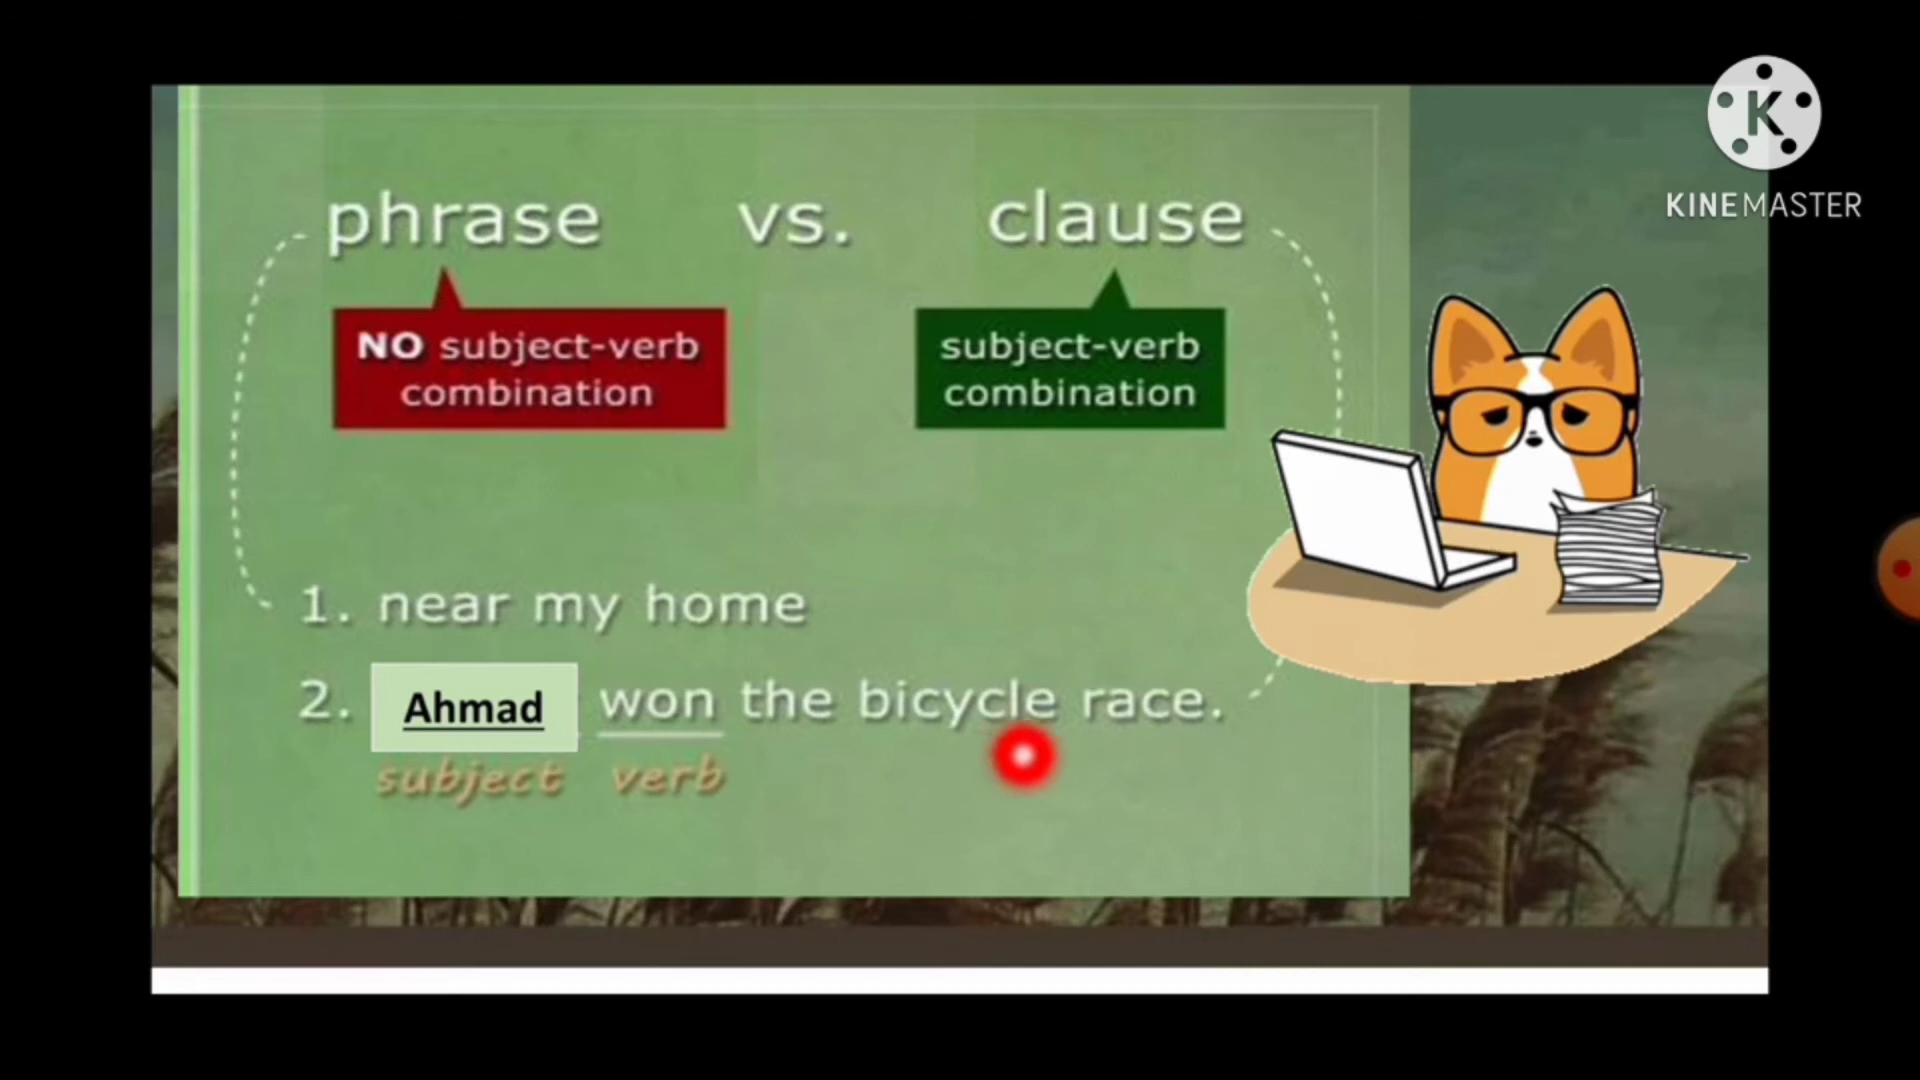 K
KINEMASTER
phrase vs. clause
NO subject-verb
combination
subject-verb
combination
1. near my home
2. Ahmad won the bicycle race.
subject verb